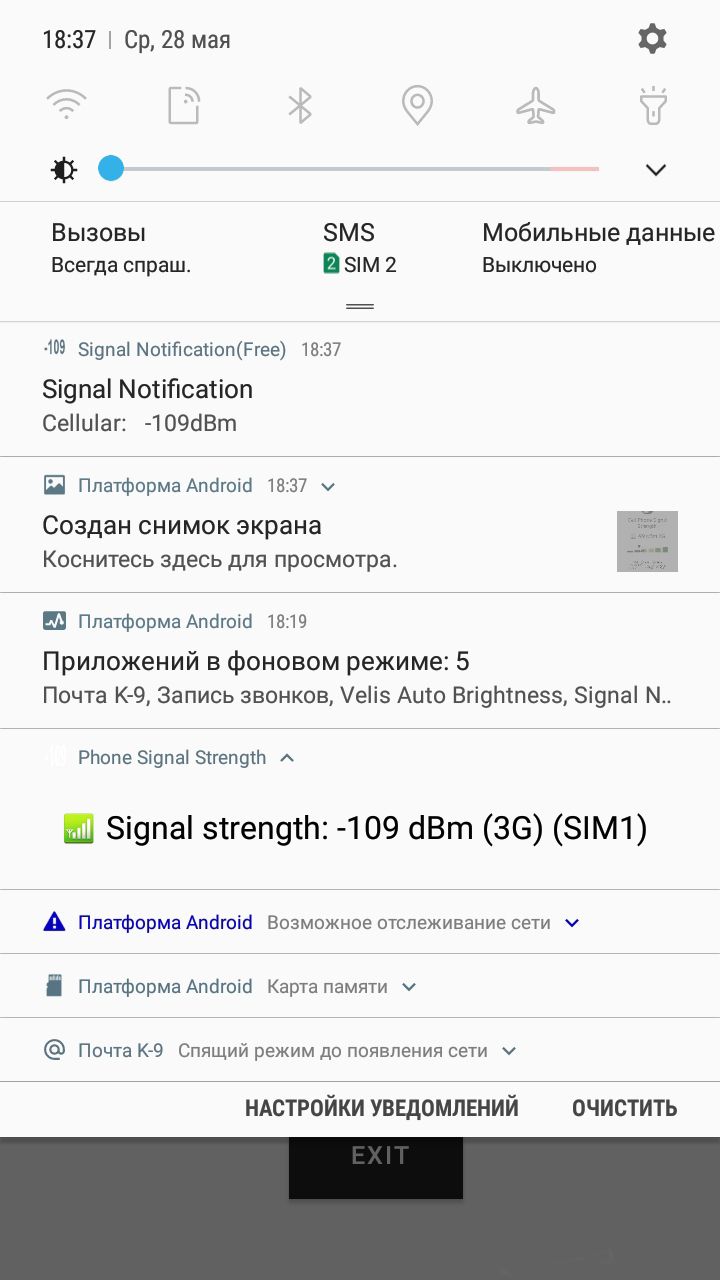 18:37 | Ср, 28 мая
Вызовы SMS Мобильные данные
Всегда спраш. 2 SIM 2 Выключено
-109 Signal Notification(Free) 18:37
Signal Notification
Cellular: -109dBm
Платформа Android 18:37
Создан снимок экрана
Коснитесь здесь для просмотра.
Платформа Android 18:19
Приложений в фоновом режиме: 5
Почта K-9, Запись звонков, Velis Auto Brightness, Signal N..
-109 Phone Signal Strength
Signal strength: -109 dBm (3G) (SIM1)
Платформа Android Возможное отслеживание сети
Платформа Android Карта памяти
Почта K-9 Спящий режим до появления сети
НАСТРОЙКИ УВЕДОМЛЕНИЙ ОЧИСТИТЬ
EXIT